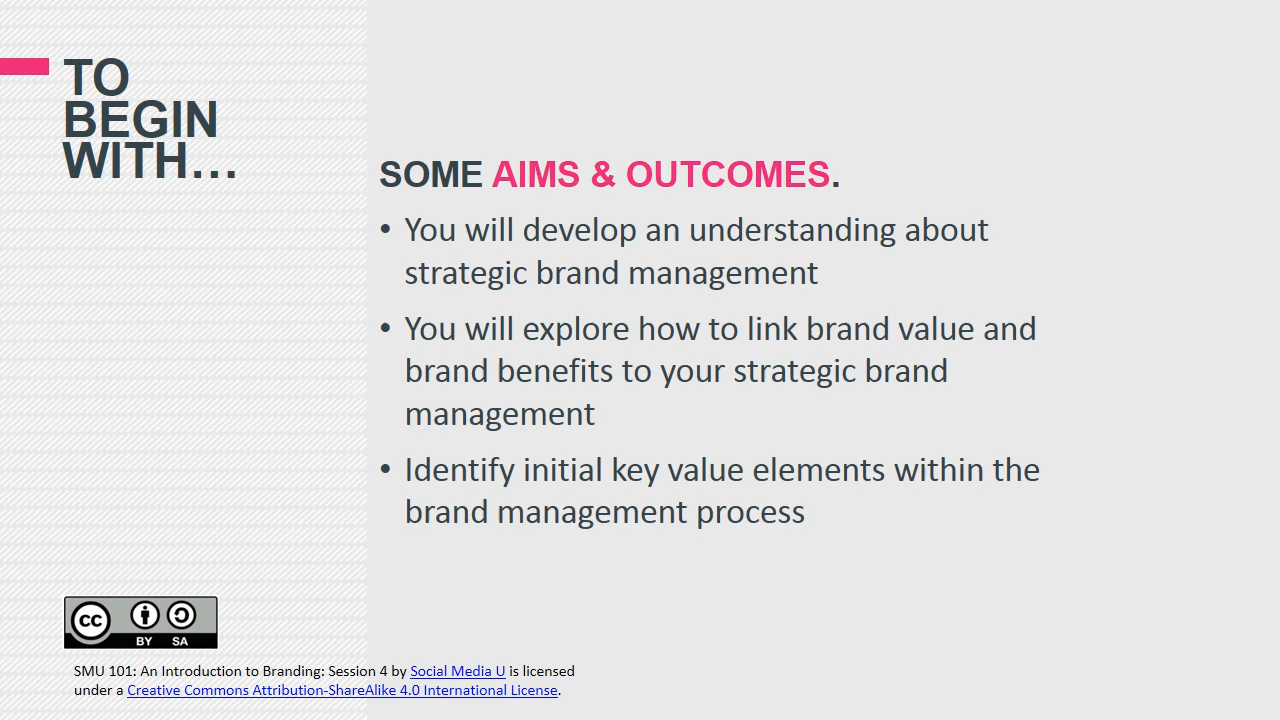 TO
BEGIN
WITH…
SOME AIMS & OUTCOMES.
• You will develop an understanding about
strategic brand management
• You will explore how to link brand value and
brand benefits to your strategic brand
management
• Identify initial key value elements within the
brand management process
CC BY SA
SMU 101: An Introduction to Branding: Session 4 by Social Media U is licensed
under a Creative Commons Attribution-ShareAlike 4.0 International License.